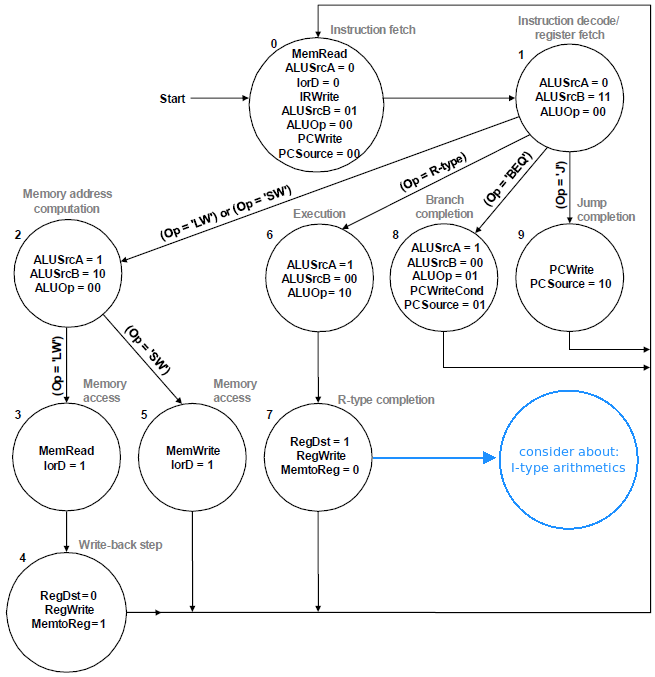 Instruction fetch
0
MemRead
ALUSrcA = 0
IorD = 0
IRWrite
ALUSrcB = 01
ALUOp = 00
PCWrite
PCSource = 00
Start
Instruction decode/
register fetch
1
ALUSrcA = 0
ALUSrcB = 11
ALUOp = 00
(Op = 'LW') or (Op = 'SW')
(Op = R-type)
(Op = 'BEQ')
(Op = 'J')
Memory address
computation
2
ALUSrcA = 1
ALUSrcB = 10
ALUOp = 00
Execution
6
ALUSrcA =1
ALUSrcB = 00
ALUOp= 10
Branch
completion
8
ALUSrcA = 1
ALUSrcB = 00
ALUOp = 01
PCWriteCond
PCSource = 01
Jump
completion
9
PCWrite
PCSource = 10
(Op = 'LW')
(Op = 'SW')
Memory
access
3
MemRead
IorD = 1
Memory
access
5
MemWrite
IorD = 1
R-type completion
7
RegDst = 1
RegWrite
MemtoReg = 0
consider about:
I-type arithmetics
Write-back step
4
RegDst= 0
RegWrite
MemtoReg= 1